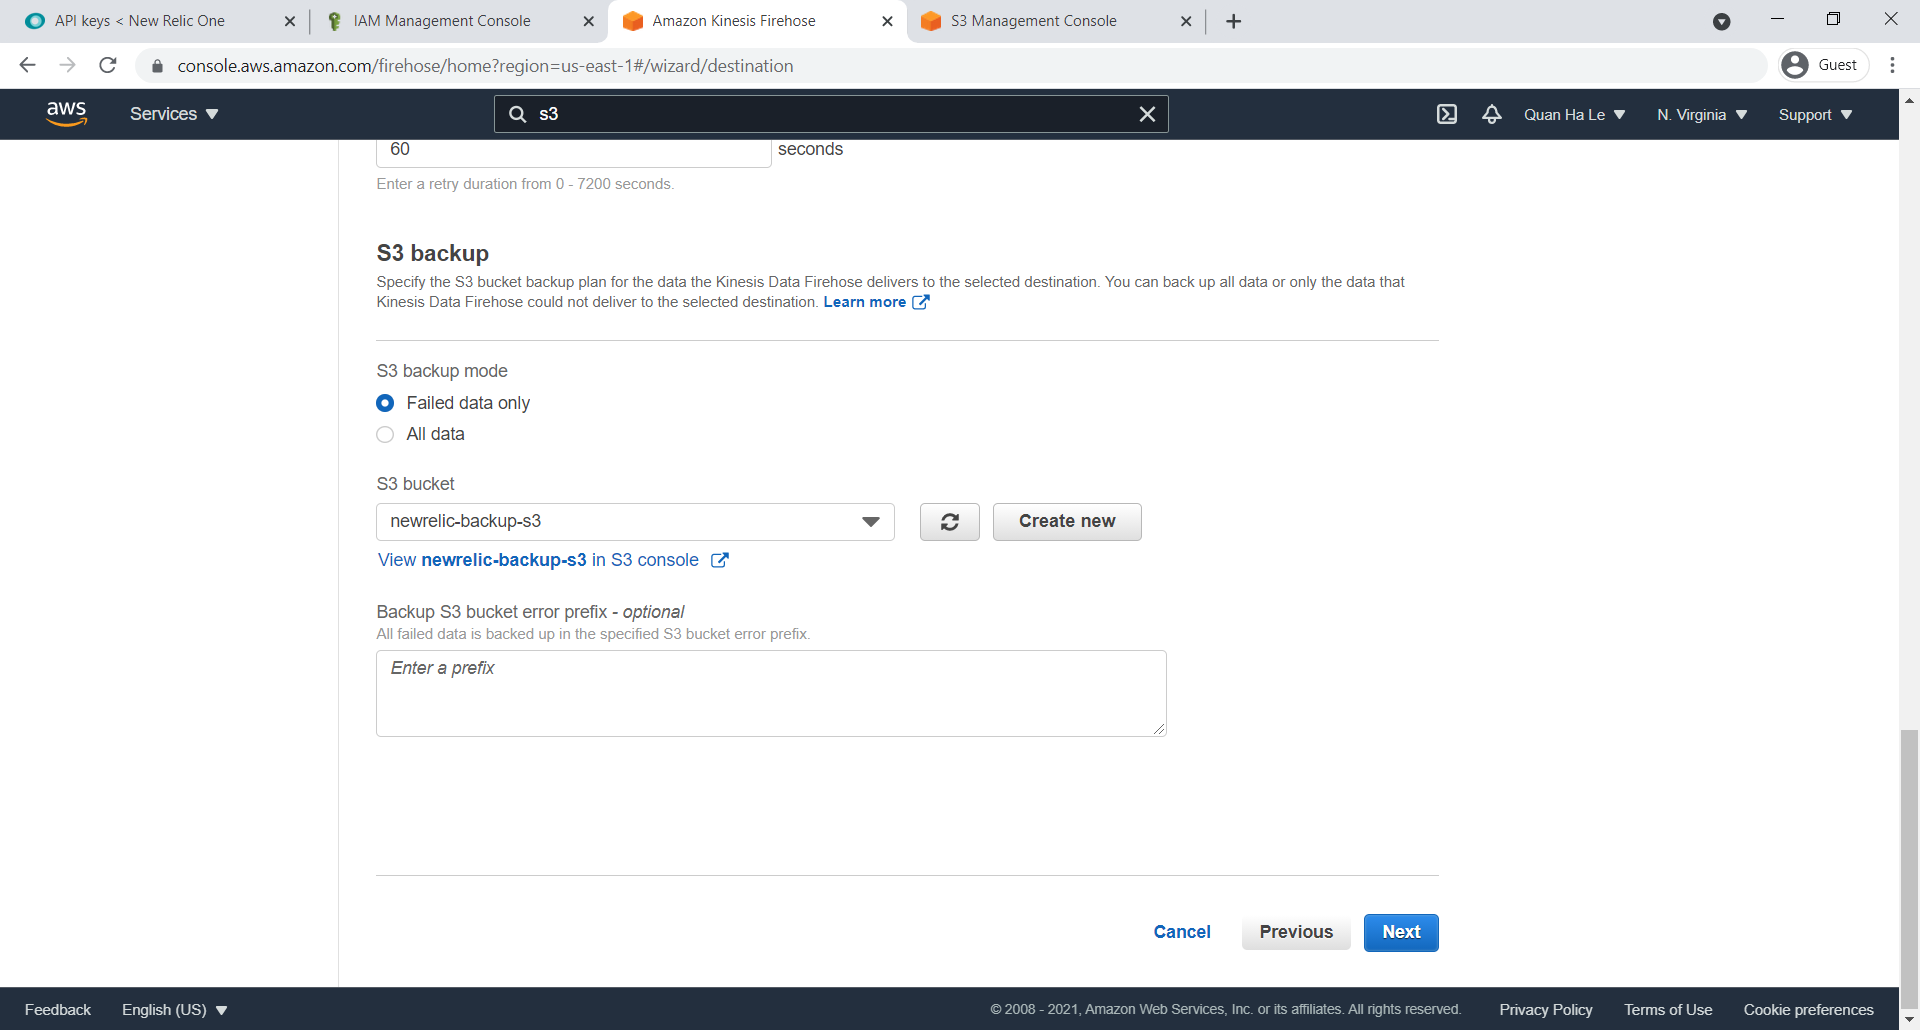 API keys < New Relic One
IAM Management Console
Amazon Kinesis Firehose
S3 Management Console
console.aws.amazon.com/firehose/home?region=us-east-1#/wizard/destination
Guest
aws
Services
s3
Quan Ha Le
N. Virginia
Support
60
seconds
Enter a retry duration from 0 - 7200 seconds.
S3 backup
Specify the S3 bucket backup plan for the data the Kinesis Data Firehose delivers to the selected destination. You can back up all data or only the data that
Kinesis Data Firehose could not deliver to the selected destination. Learn more
S3 backup mode
Failed data only
All data
S3 bucket
newrelic-backup-s3
Create new
View newrelic-backup-s3 in S3 console
Backup S3 bucket error prefix - optional
All failed data is backed up in the specified S3 bucket error prefix.
Enter a prefix
Cancel
Previous
Next
Feedback
English (US)
© 2008 - 2021, Amazon Web Services, Inc. or its affiliates. All rights reserved.
Privacy Policy
Terms of Use
Cookie preferences